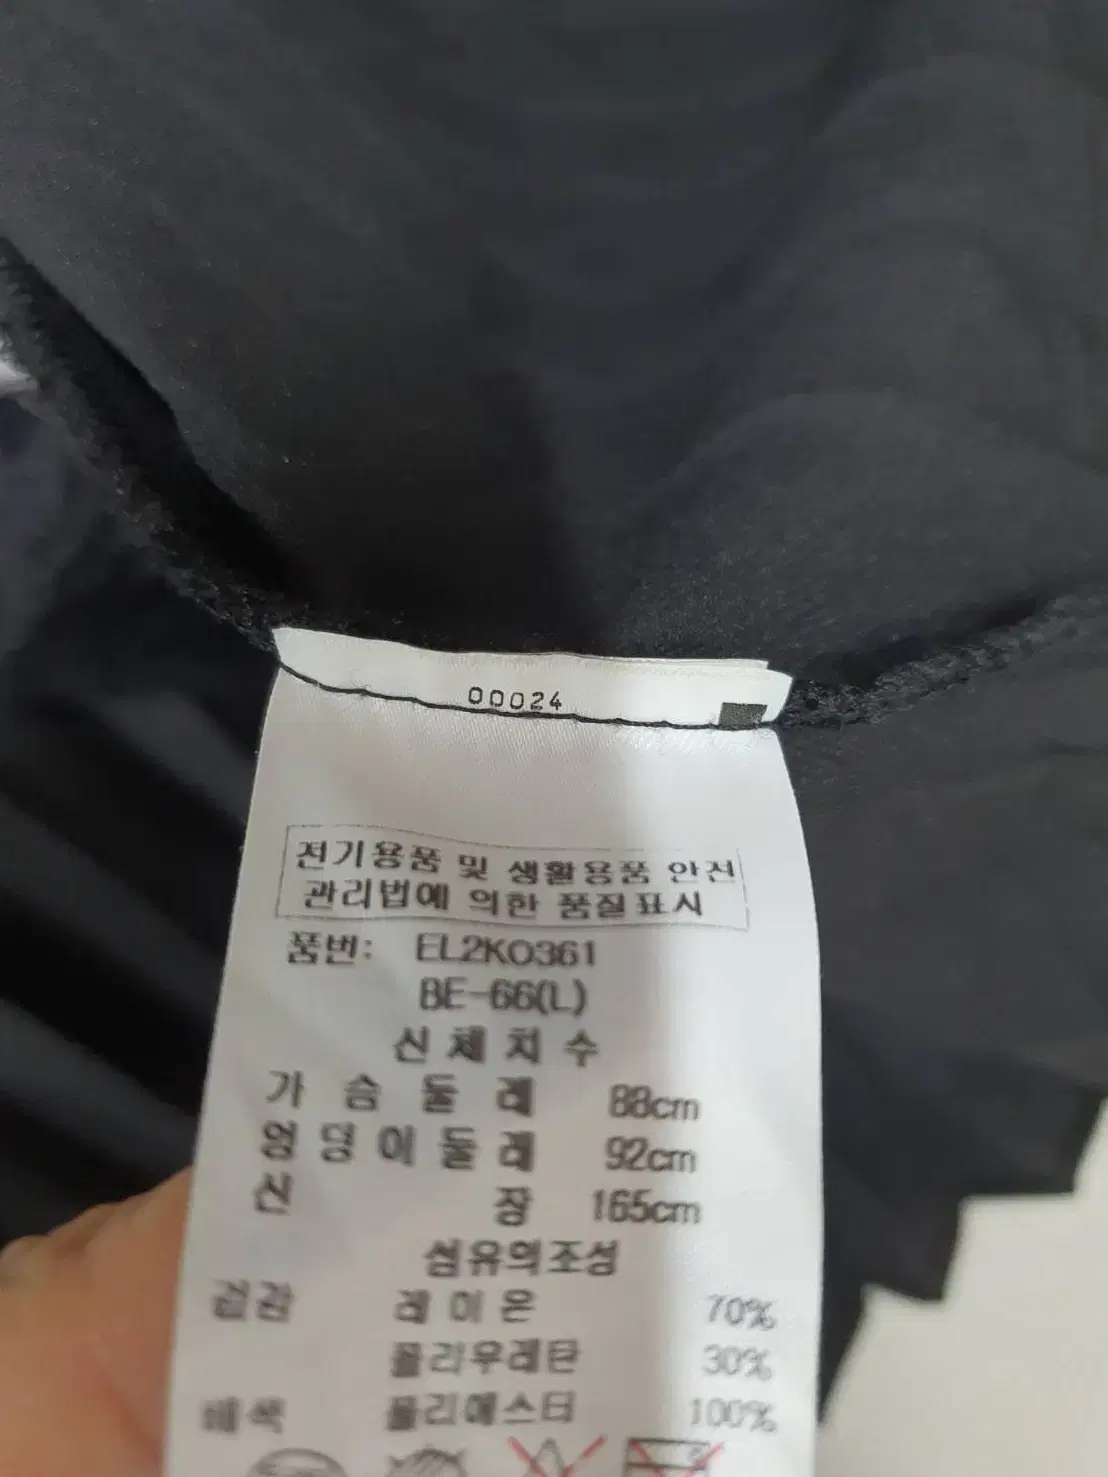 00024
전기용품 및 생활용품 안전
관리법에 의한 품질표시
품번: EL2KO361
BE-66(L)
신체치수
가슴둘레 88cm
엉덩이둘레 92cm
신장 165cm
섬유의조성
겉감 레이온 70%
폴리우레탄 30%
배색 폴리에스터 100%